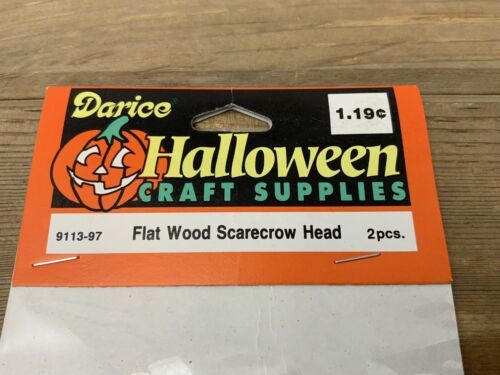 Darice
1.19¢
Halloween
CRAFT SUPPLIES
9113-97 Flat Wood Scarecrow Head 2pcs.